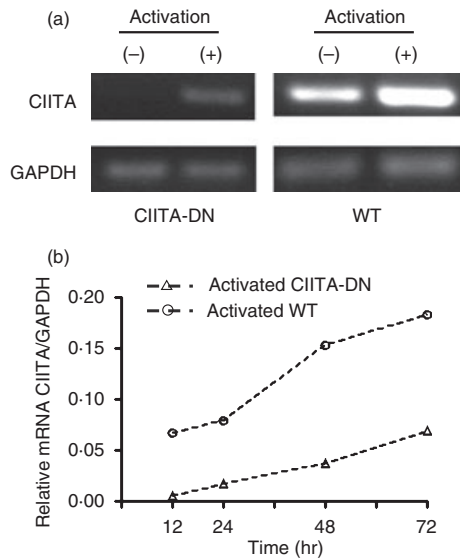 (a)
Activation Activation
(–) (+) (–) (+)
CIITA
GAPDH
CIITA-DN WT
(b)
Activated CIITA-DN
Activated WT
Relative mRNA CIITA/GAPDH
0·20
0·15
0·10
0·05
0·00
12 24 48 72
Time (hr)